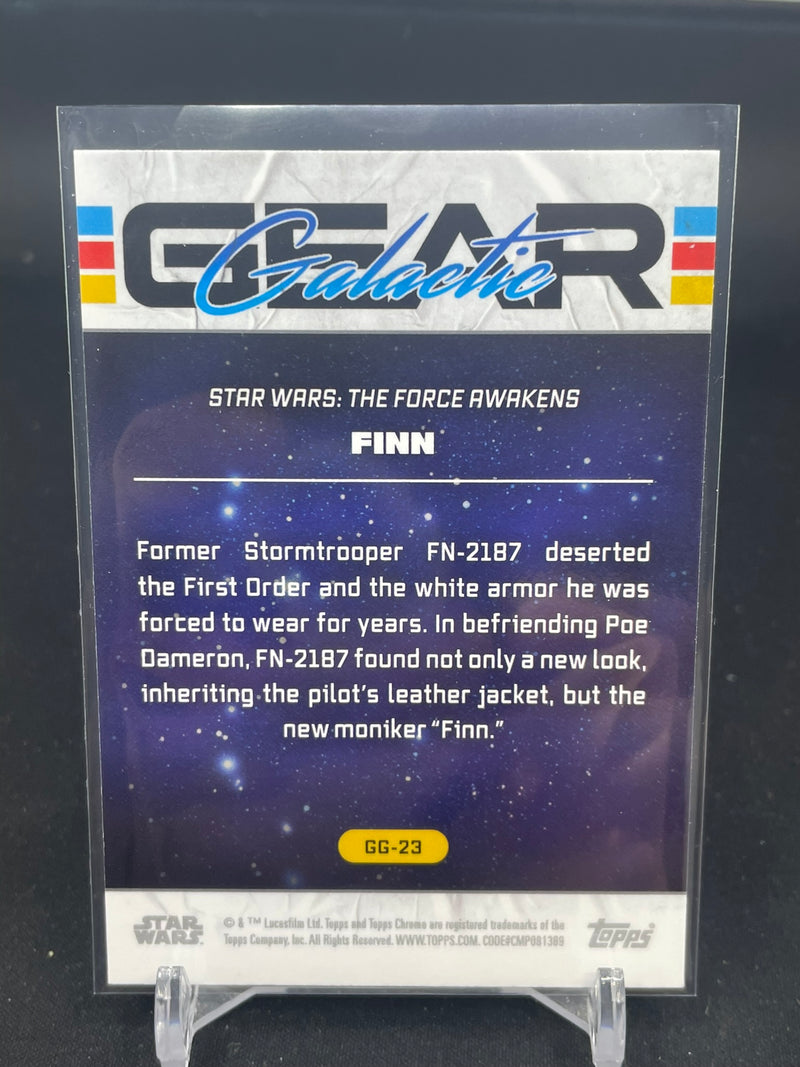 GEAR
Galactic
STAR WARS: THE FORCE AWAKENS
FINN
Former Stormtrooper FN-2187 deserted
the First Order and the white armor he was
forced to wear for years. In befriending Poe
Dameron, FN-2187 found not only a new look,
inheriting the pilot's leather jacket, but the
new moniker “Finn.”
GG-23
STAR WARS
© & ™ Lucasfilm Ltd. Topps and Topps Chrome are registered trademarks of the
Topps Company, Inc. All Rights Reserved. WWW.TOPPS.COM. CODE#CMP081389
topps